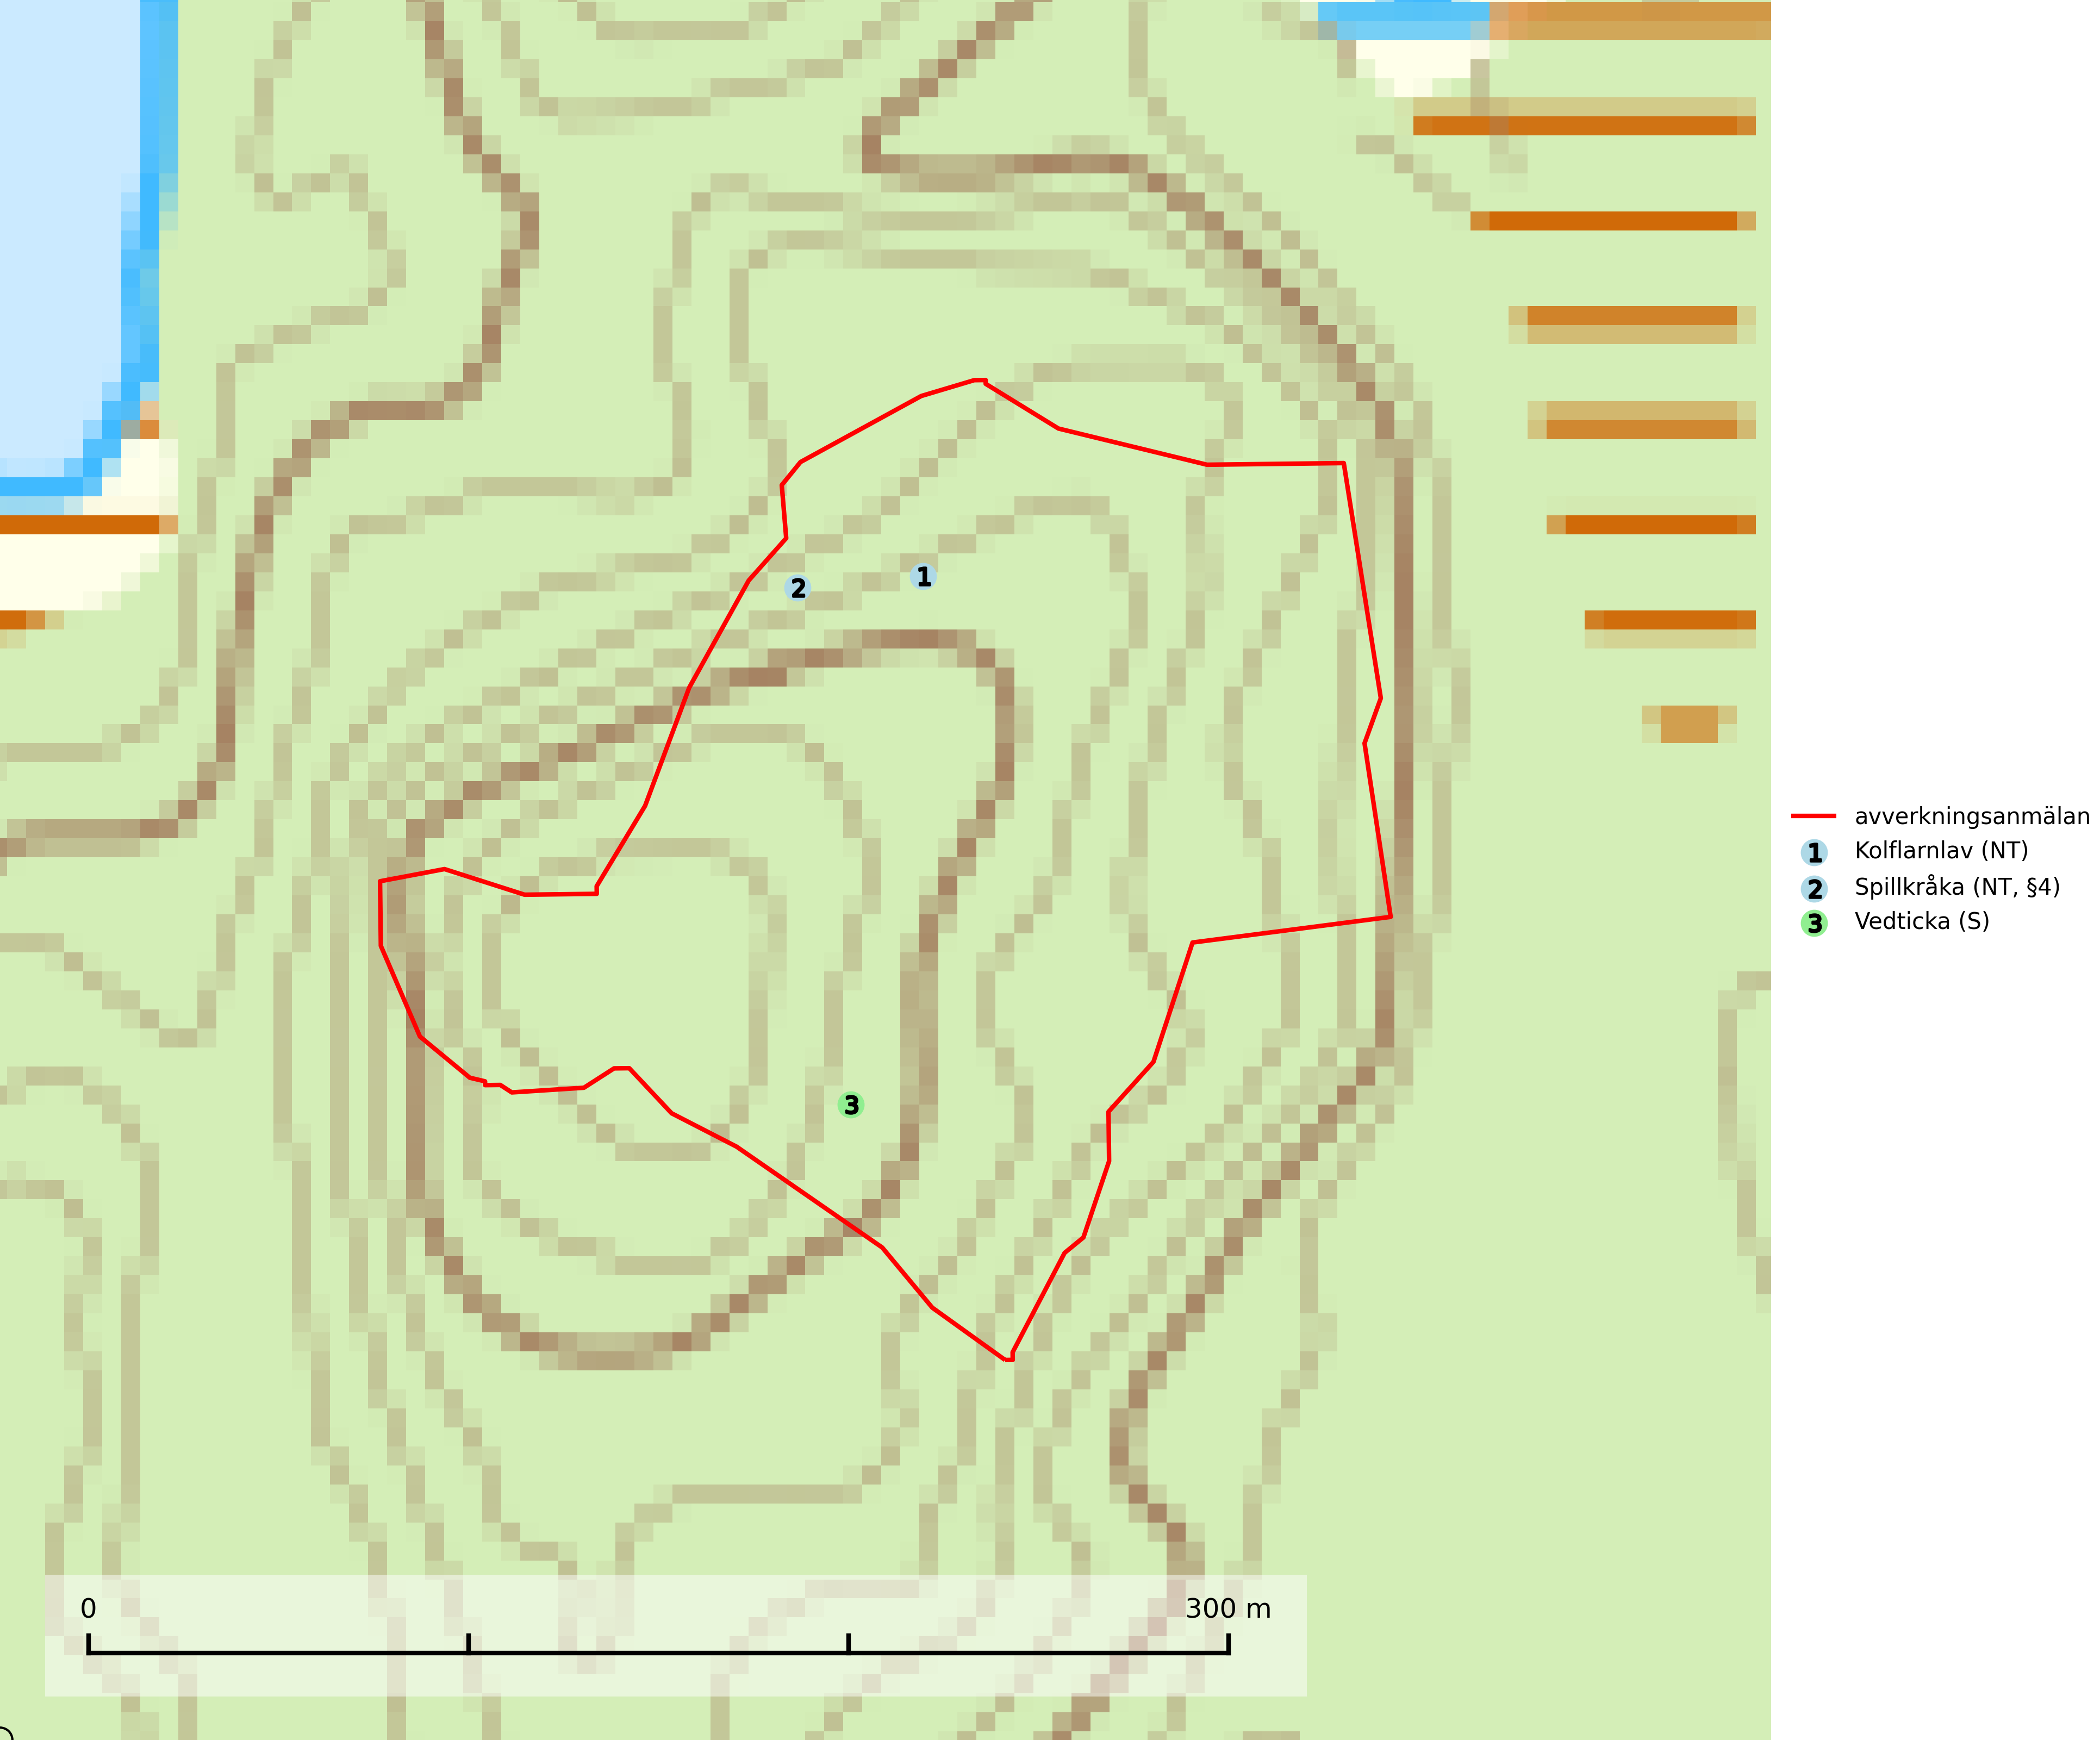 2
1
3
avverkningsanmälan
1 Kolflarnlav (NT)
2 Spillkråka (NT, §4)
3 Vedticka (S)
0 300 m